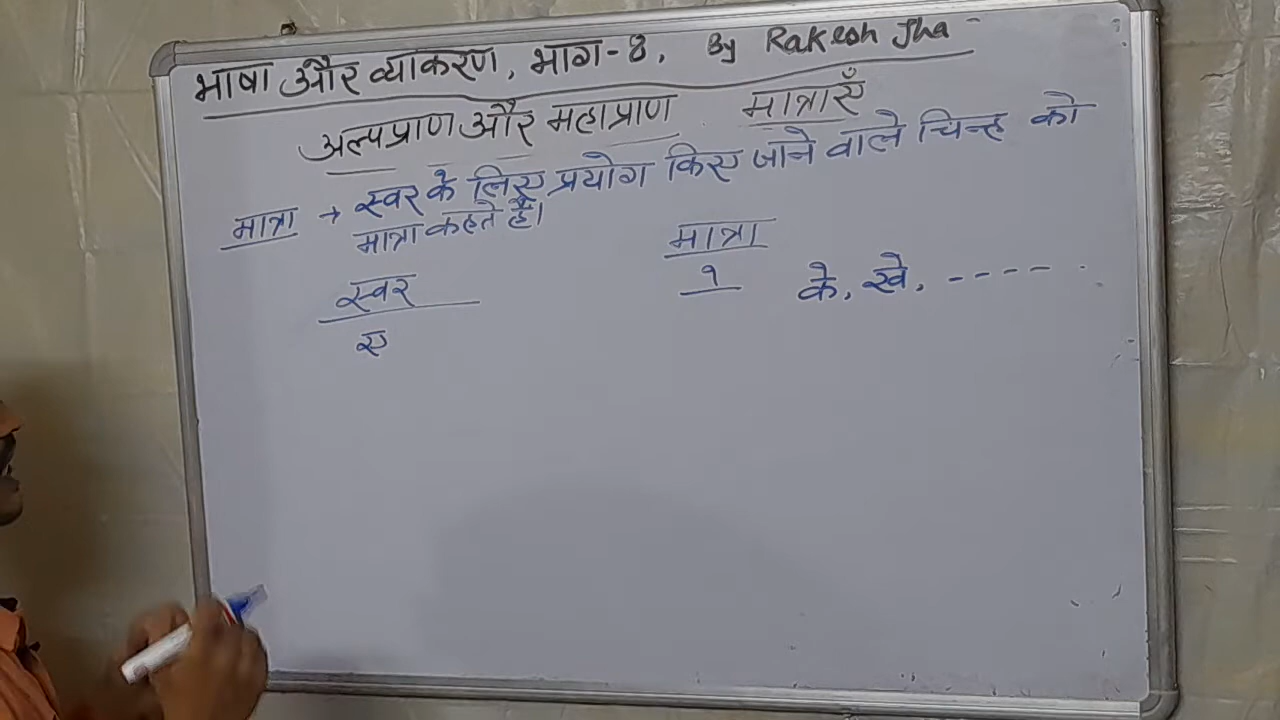 भाषा और व्याकरण, भाग-8, By Rakesh Jha
अल्पप्राण और महाप्राण मात्राएँ
मात्रा → स्वर के लिए प्रयोग किए जाने वाले चिन्ह को
मात्रा कहते है।
स्वर मात्रा
ए े के, खे, -----